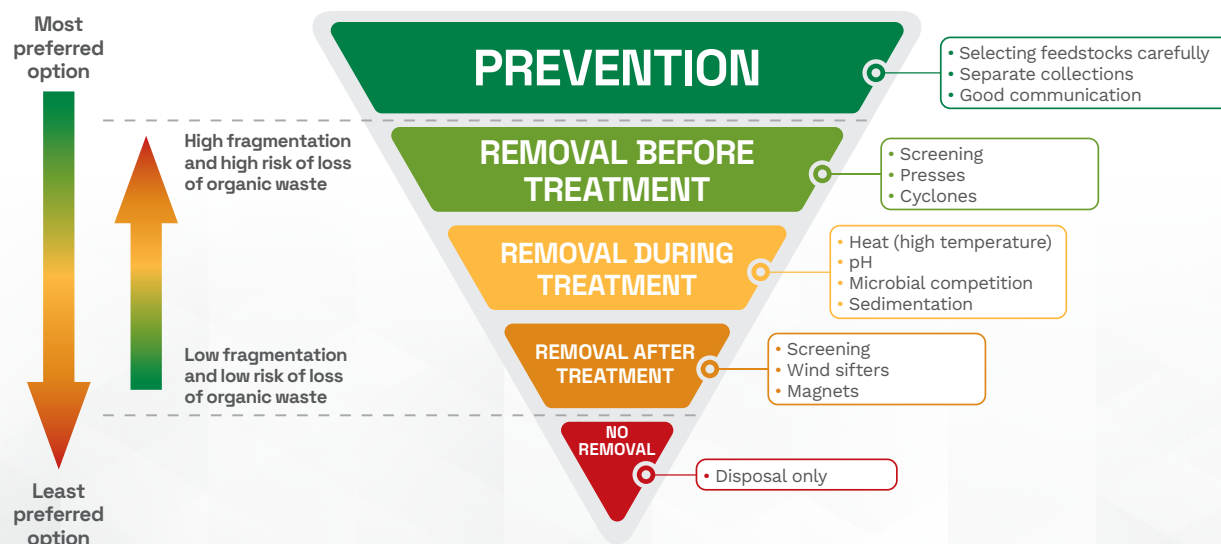 Most
preferred
option
PREVENTION
• Selecting feedstocks carefully
• Separate collections
• Good communication
High fragmentation
and high risk of loss
of organic waste
REMOVAL BEFORE
TREATMENT
• Screening
• Presses
• Cyclones
REMOVAL DURING
TREATMENT
• Heat (high temperature)
• pH
• Microbial competition
• Sedimentation
Low fragmentation
and low risk of loss
of organic waste
REMOVAL AFTER
TREATMENT
• Screening
• Wind sifters
• Magnets
NO
REMOVAL
• Disposal only
Least
preferred
option